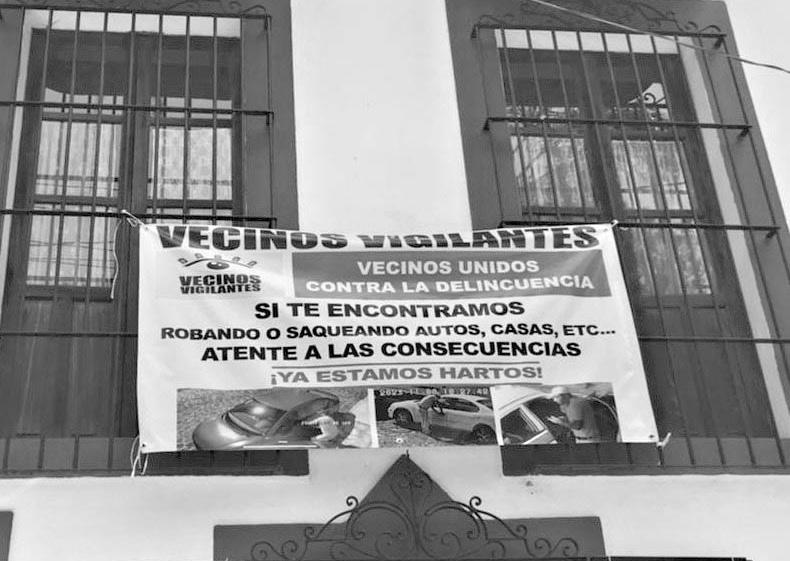 VECINOS VIGILANTES
VECINOS
VIGILANTES
VECINOS UNIDOS
CONTRA LA DELINCUENCIA
SI TE ENCONTRAMOS
ROBANDO O SAQUEANDO AUTOS, CASAS, ETC...
ATENTE A LAS CONSECUENCIAS
¡YA ESTAMOS HARTOS!